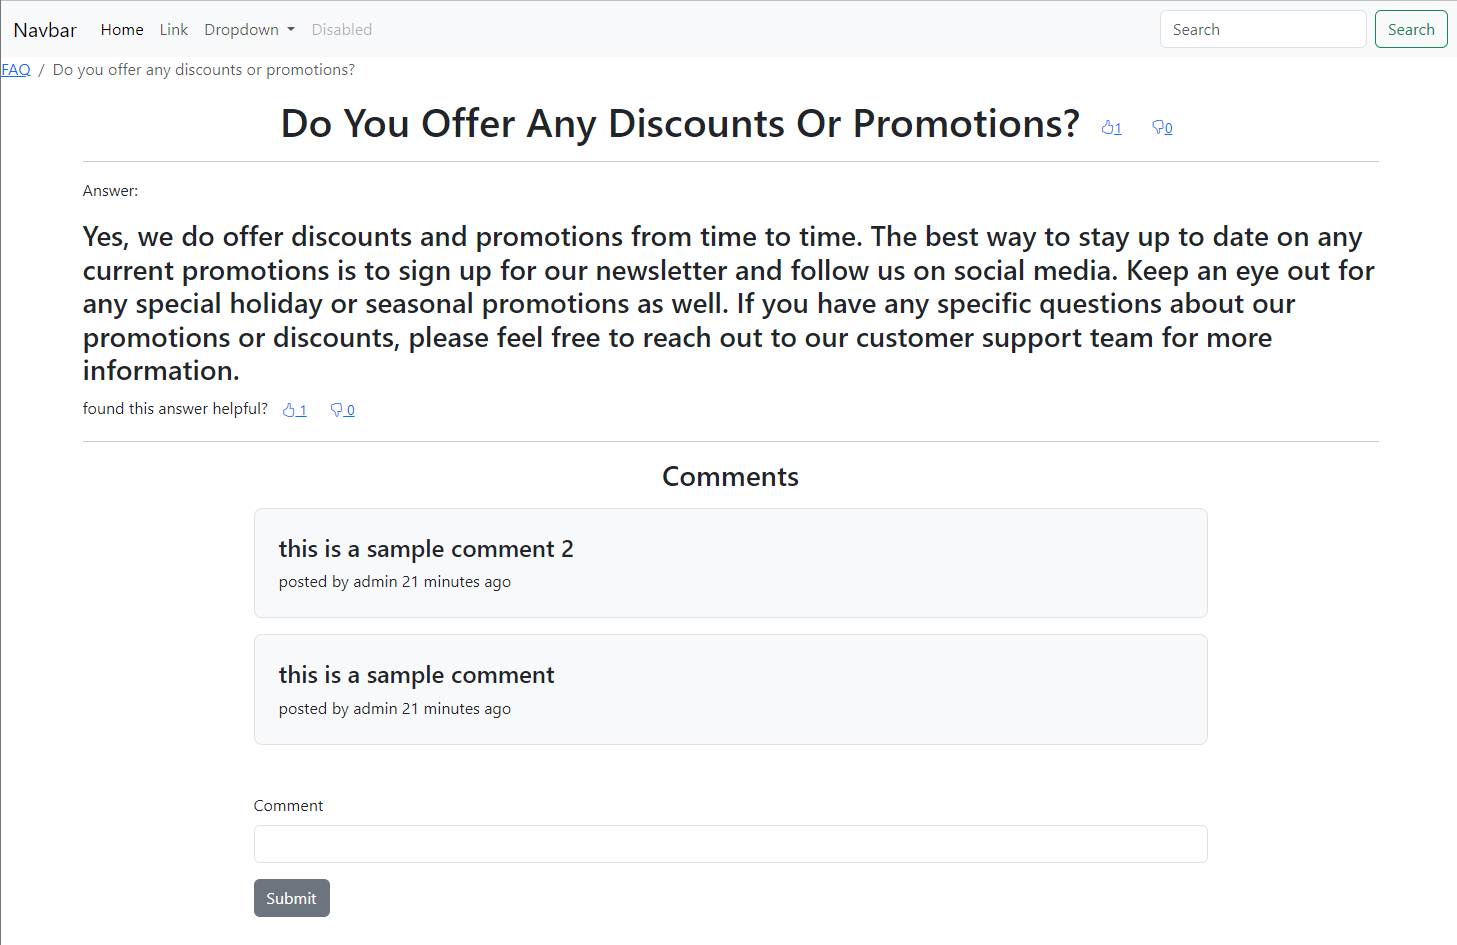 Navbar Home Link Dropdown Disabled Search Search
FAQ / Do you offer any discounts or promotions?
Do You Offer Any Discounts Or Promotions? 1 0
Answer:
Yes, we do offer discounts and promotions from time to time. The best way to stay up to date on any
current promotions is to sign up for our newsletter and follow us on social media. Keep an eye out for
any special holiday or seasonal promotions as well. If you have any specific questions about our
promotions or discounts, please feel free to reach out to our customer support team for more
information.
found this answer helpful? 1 0
Comments
this is a sample comment 2
posted by admin 21 minutes ago
this is a sample comment
posted by admin 21 minutes ago
Comment
Submit